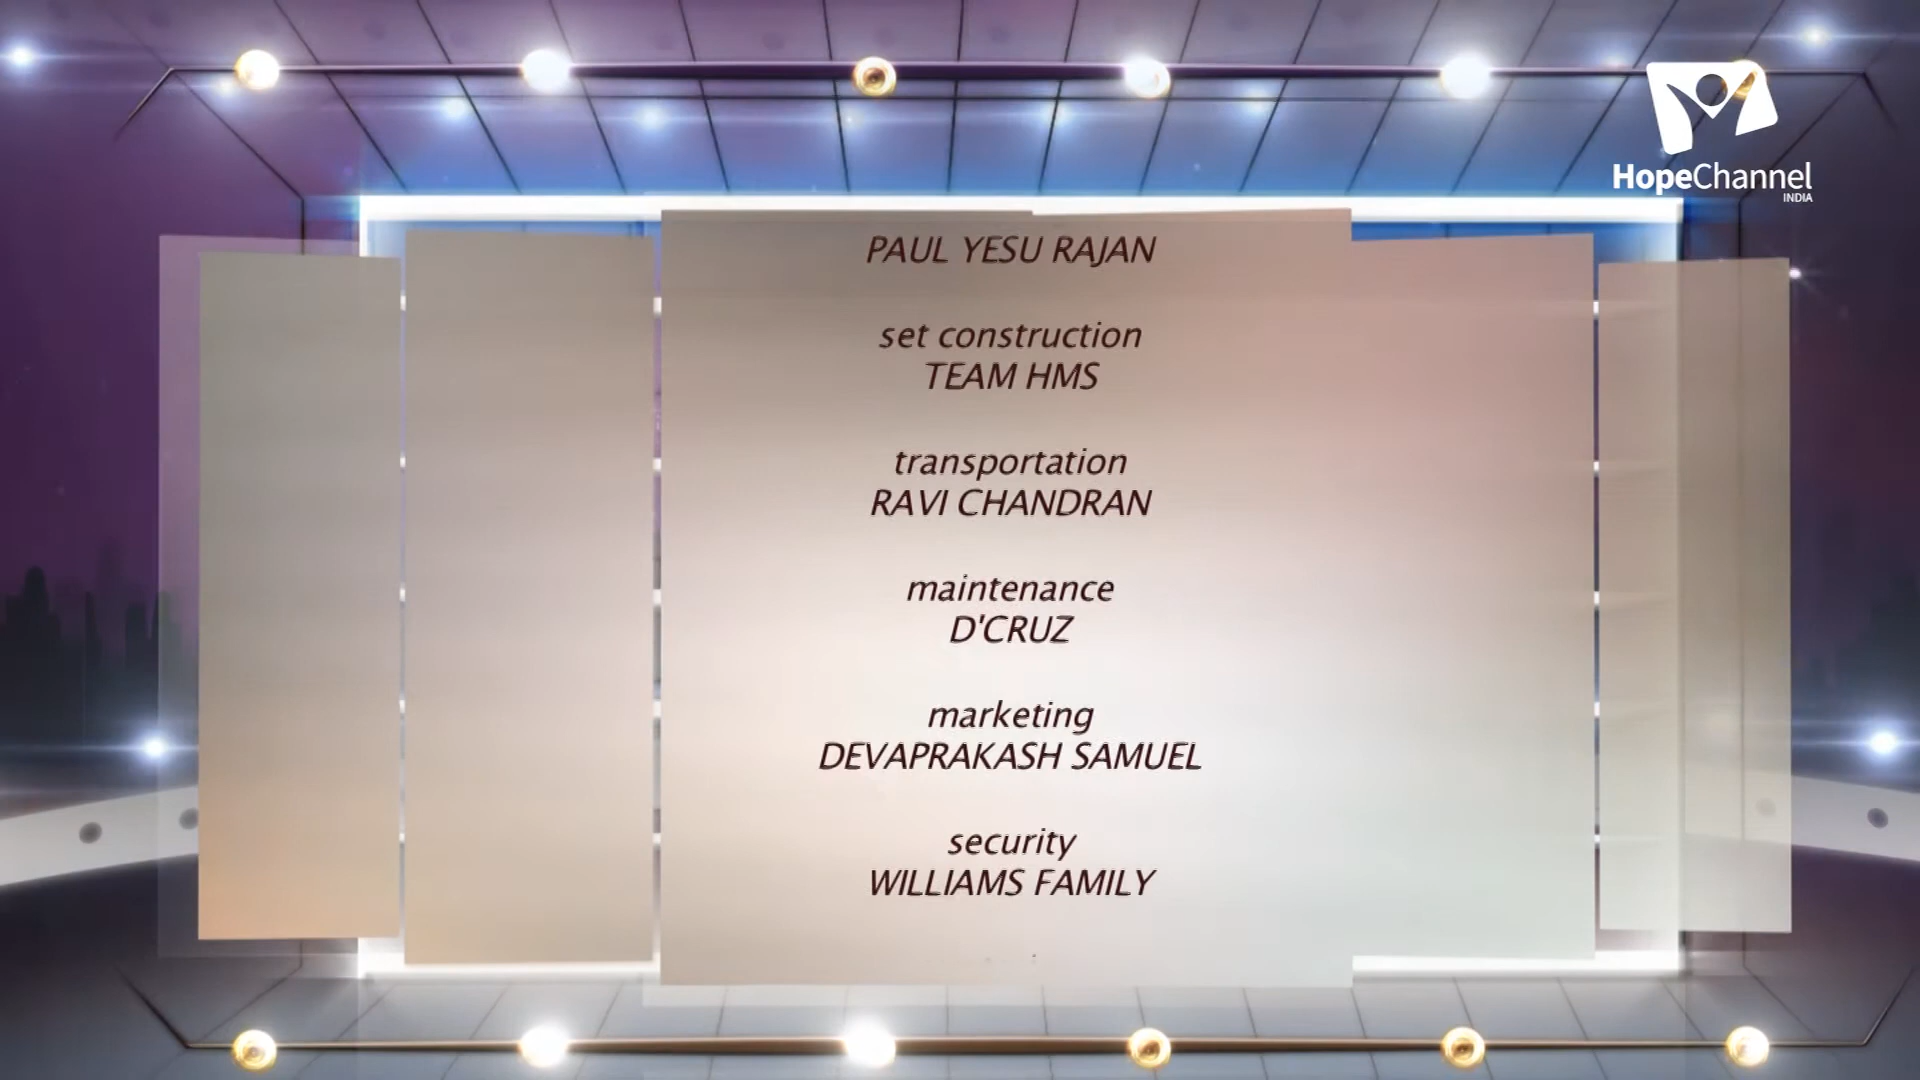 HopeChannel
INDIA
PAUL YESU RAJAN
set construction
TEAM HMS
transportation
RAVI CHANDRAN
maintenance
D'CRUZ
marketing
DEVAPRAKASH SAMUEL
security
WILLIAMS FAMILY